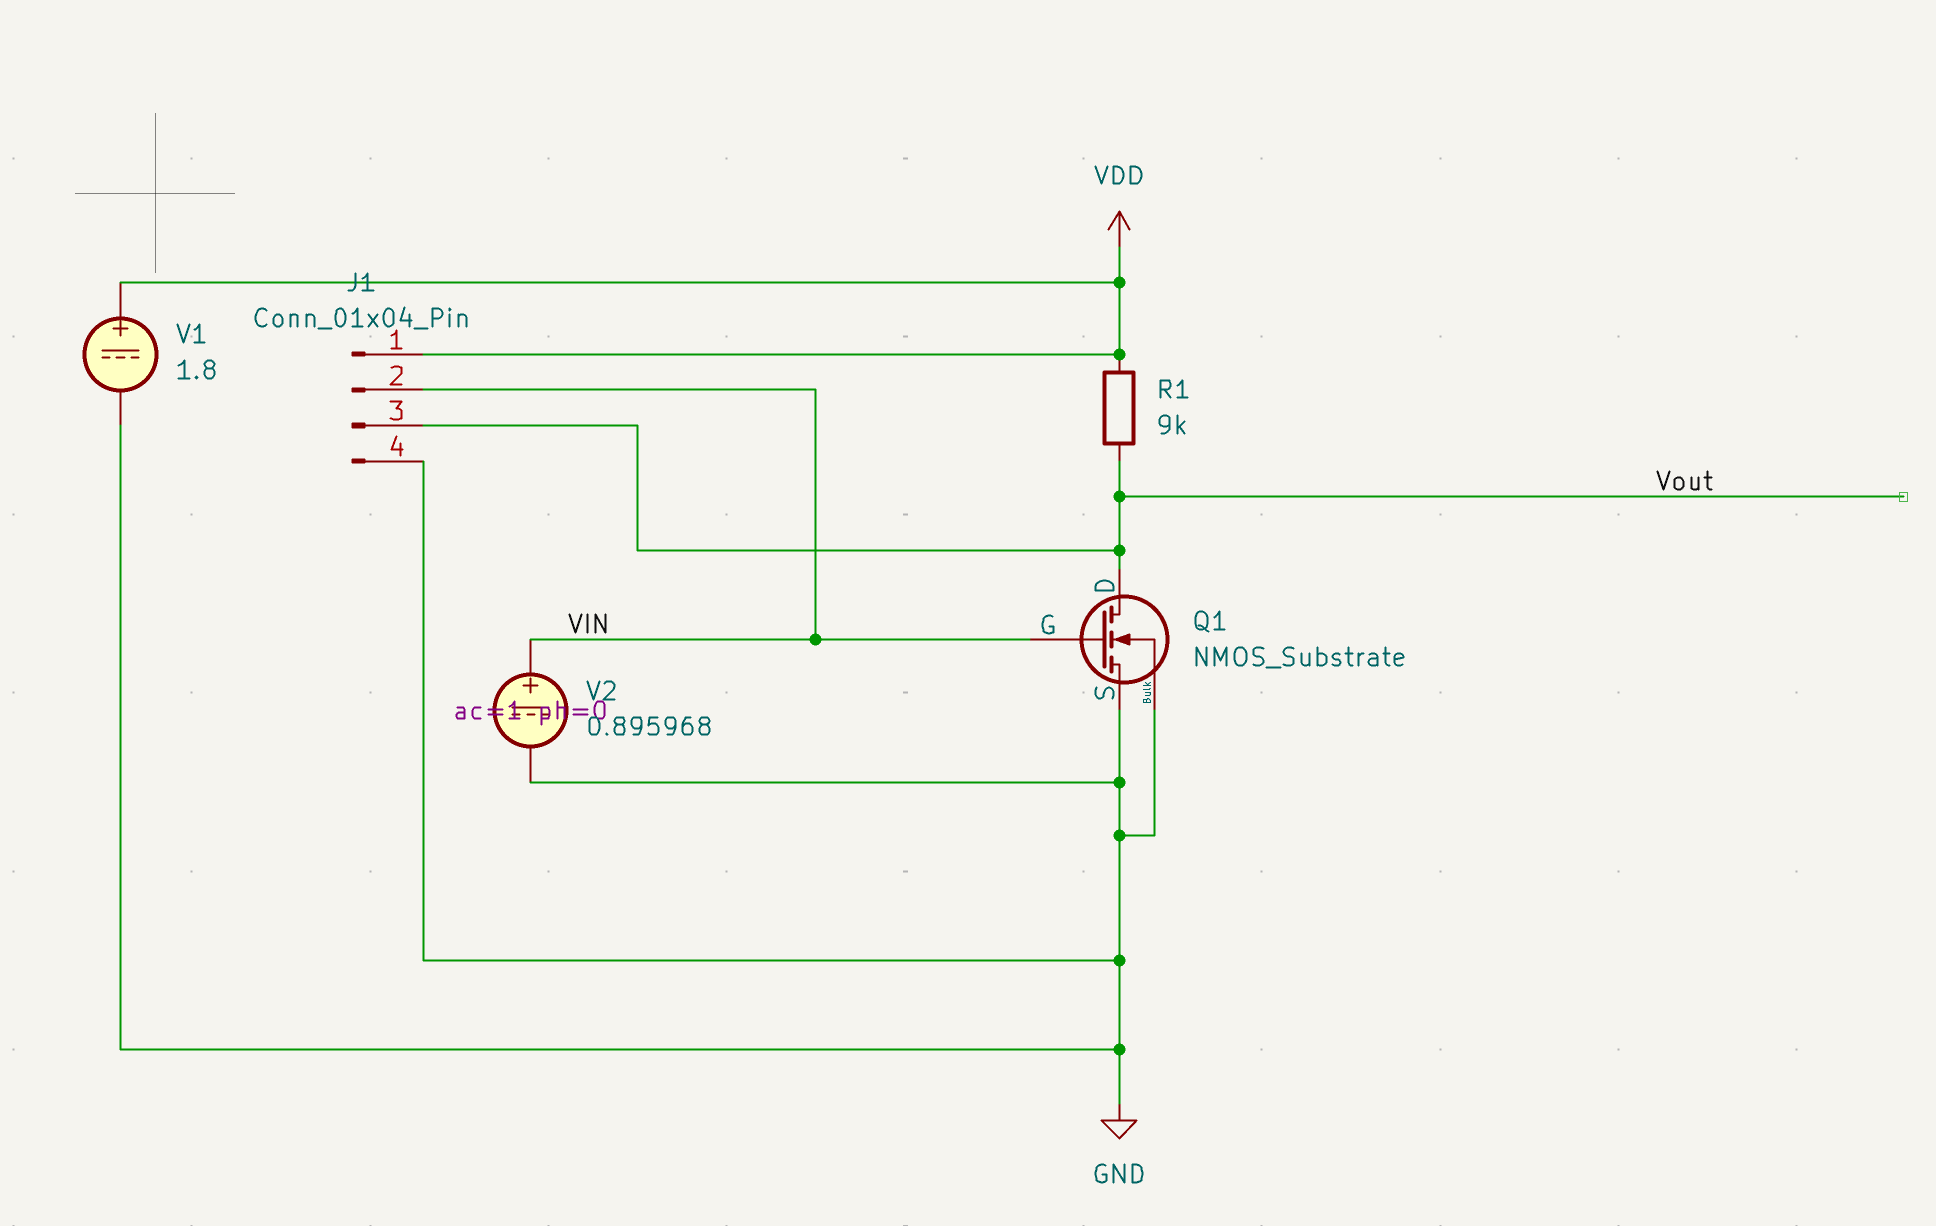 VDD
J1
Conn_01x04_Pin
V1
1.8
1
2
3
4
R1
9k
Vout
D
G
S
Bulk
Q1
NMOS_Substrate
VIN
V2
ac=1 ph=0
0.895968
GND